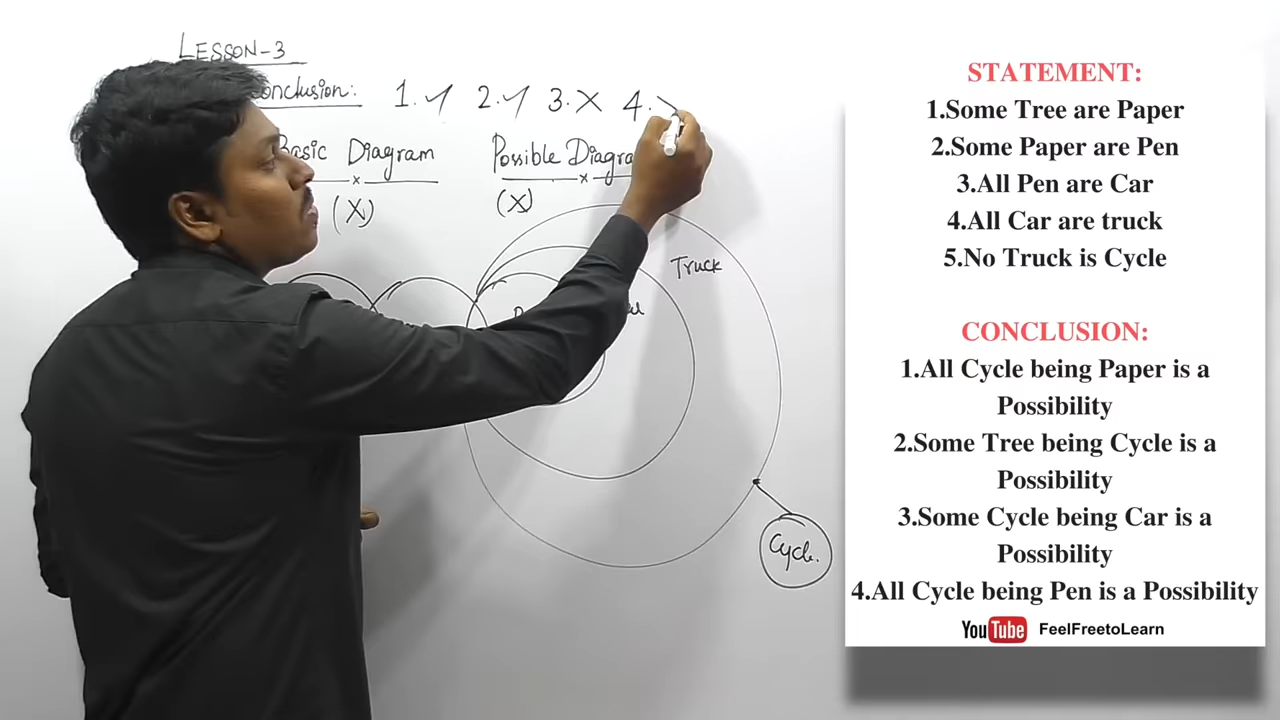 LESSON-3
Conclusion: 1.✓ 2.✓ 3.X 4.
Basic Diagram
Possible
(X)
(X)
Truck
Cycle.
STATEMENT:
1.Some Tree are Paper
2.Some Paper are Pen
3.All Pen are Car
4.All Car are truck
5.No Truck is Cycle
CONCLUSION:
1.All Cycle being Paper is a
Possibility
2.Some Tree being Cycle is a
Possibility
3.Some Cycle being Car is a
Possibility
4.All Cycle being Pen is a Possibility
YouTube FeelFreetoLearn